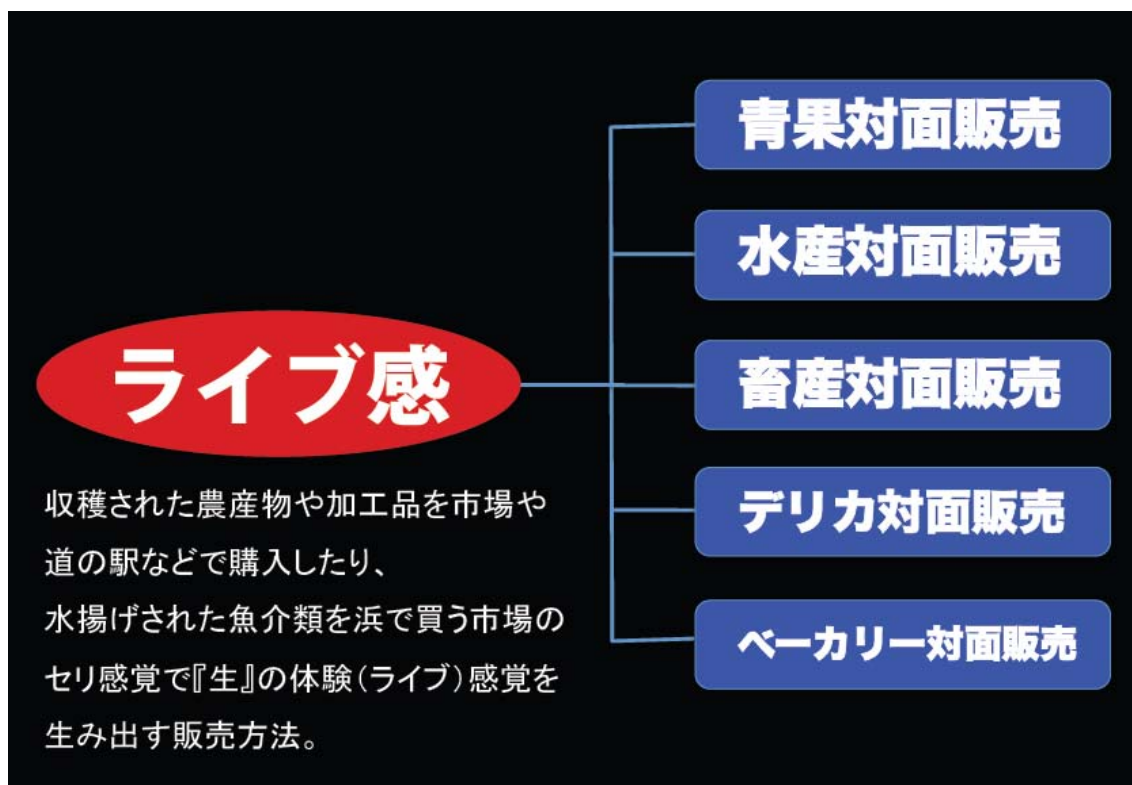 青果対面販売
水産対面販売
ライブ感
畜産対面販売
収穫された農産物や加工品を市場や
道の駅などで購入したり、
水揚げされた魚介類を浜で買う市場の
セリ感覚で『生』の体験(ライブ)感覚を
生み出す販売方法。
デリカ対面販売
ベーカリー対面販売